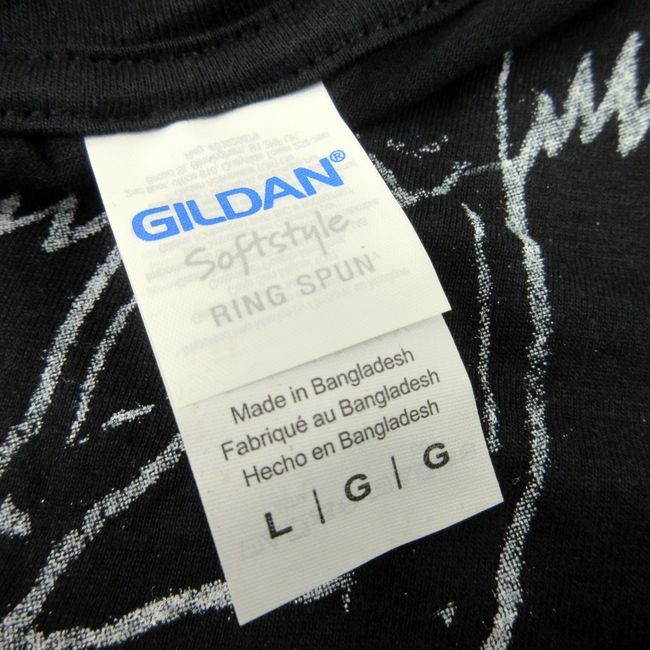 GILDAN®
Softstyle
RING SPUN
Made in Bangladesh
Fabriqué au Bangladesh
Hecho en Bangladesh
L | G | G